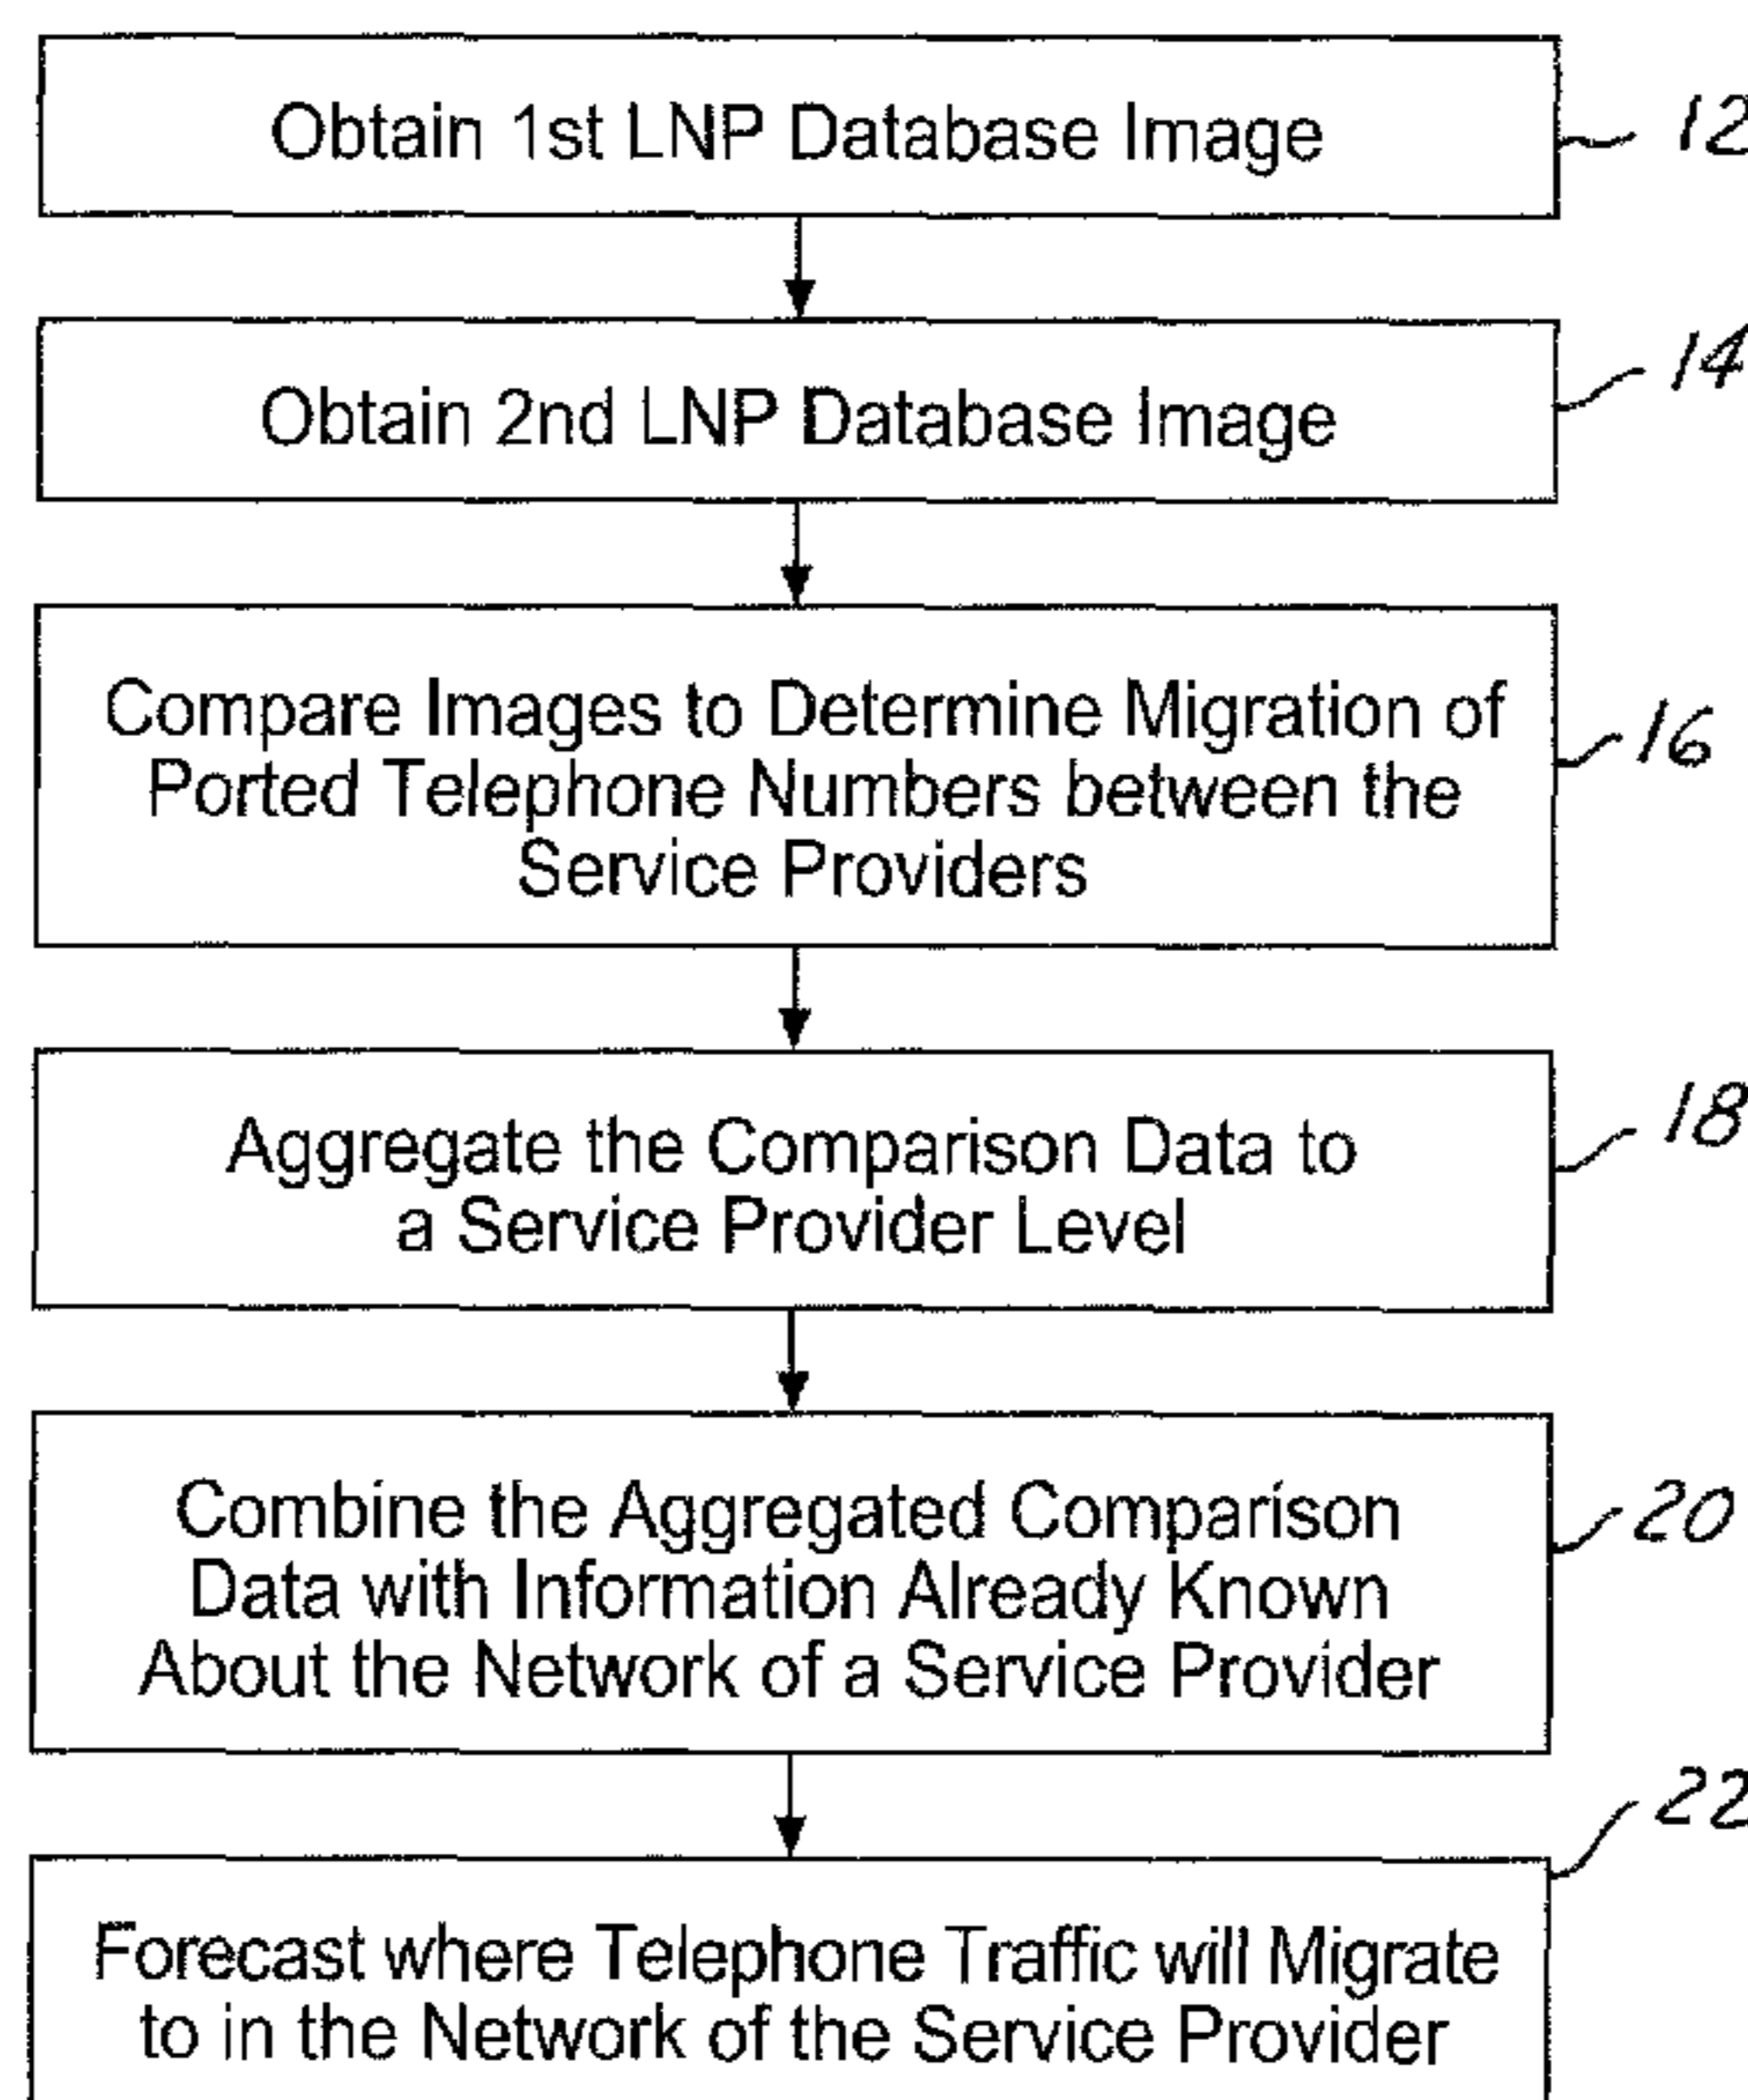 Obtain 1st LNP Database Image
12
Obtain 2nd LNP Database Image
14
Compare Images to Determine Migration of
Ported Telephone Numbers between the
Service Providers
16
Aggregate the Comparison Data to
a Service Provider Level
18
Combine the Aggregated Comparison
Data with Information Already Known
About the Network of a Service Provider
20
22
Forecast where Telephone Traffic will Migrate
to in the Network of the Service Provider